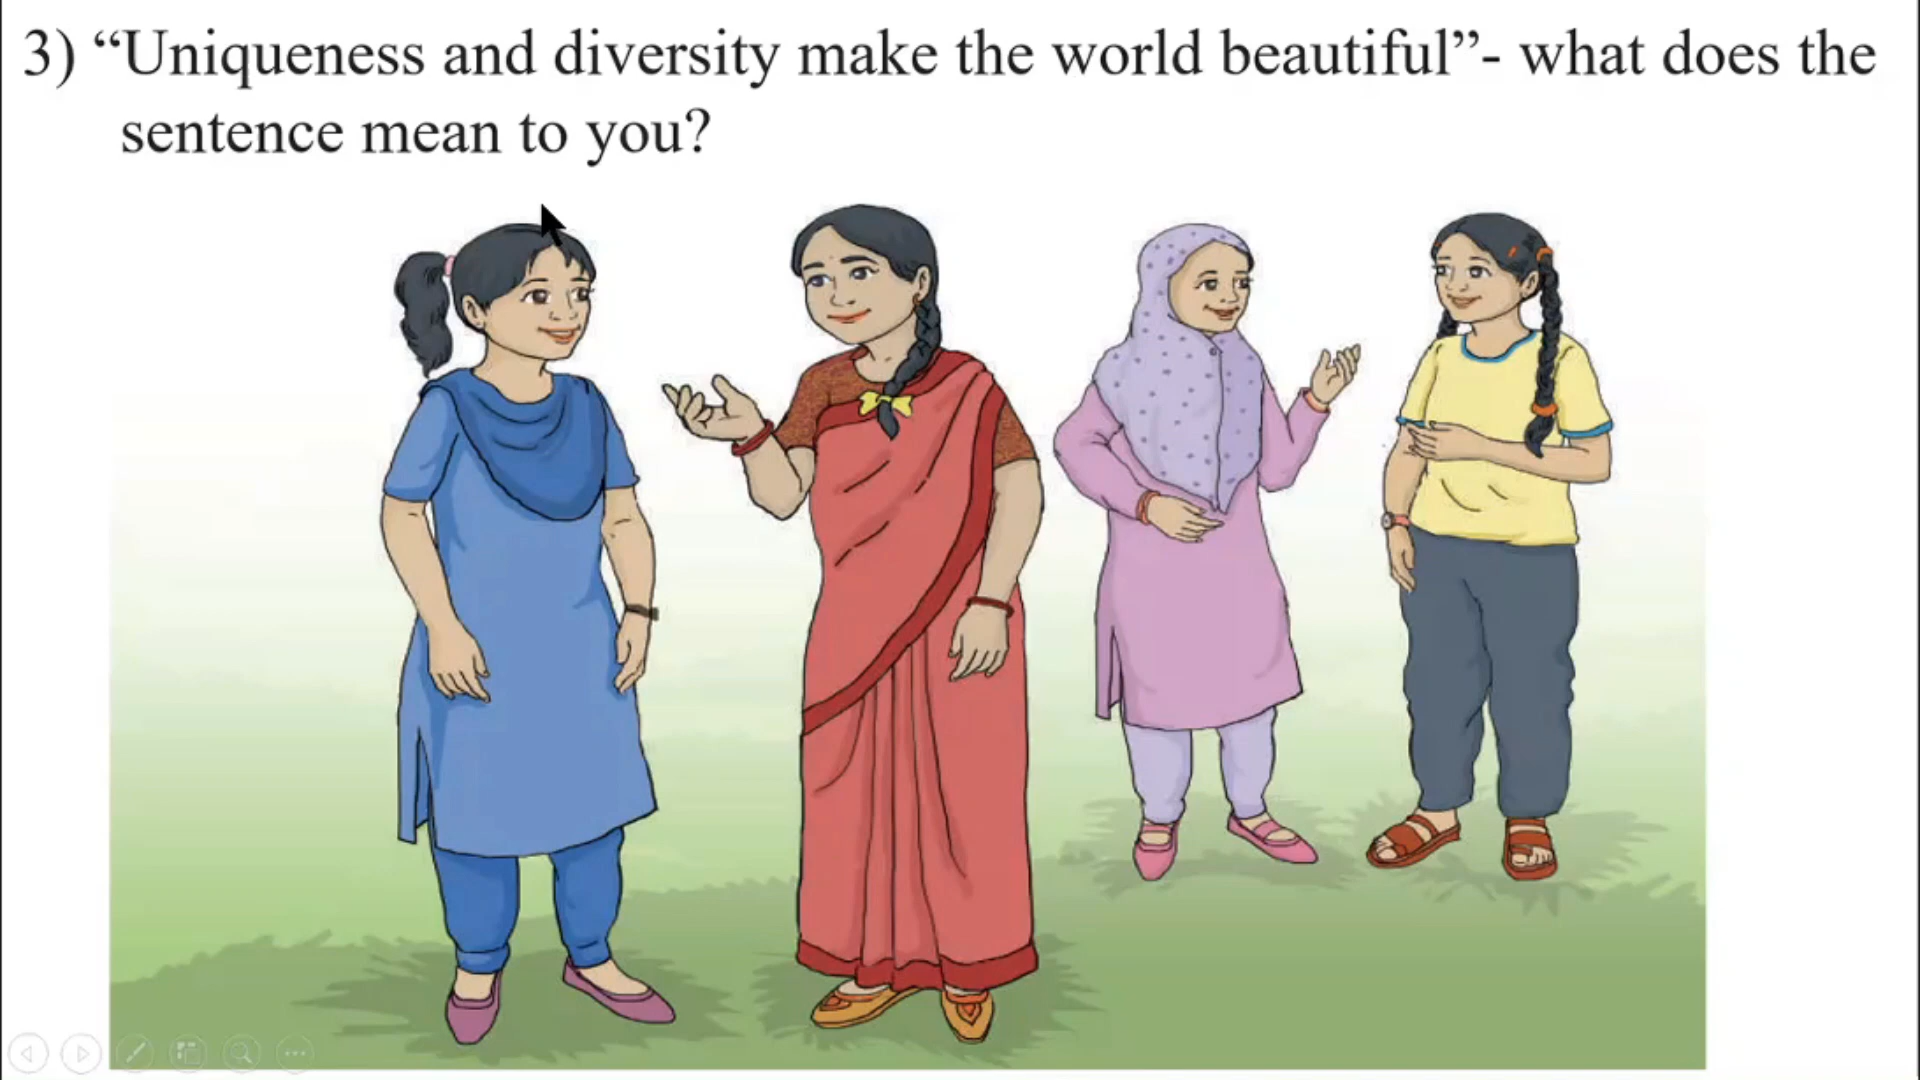 3) “Uniqueness and diversity make the world beautiful”- what does the
sentence mean to you?